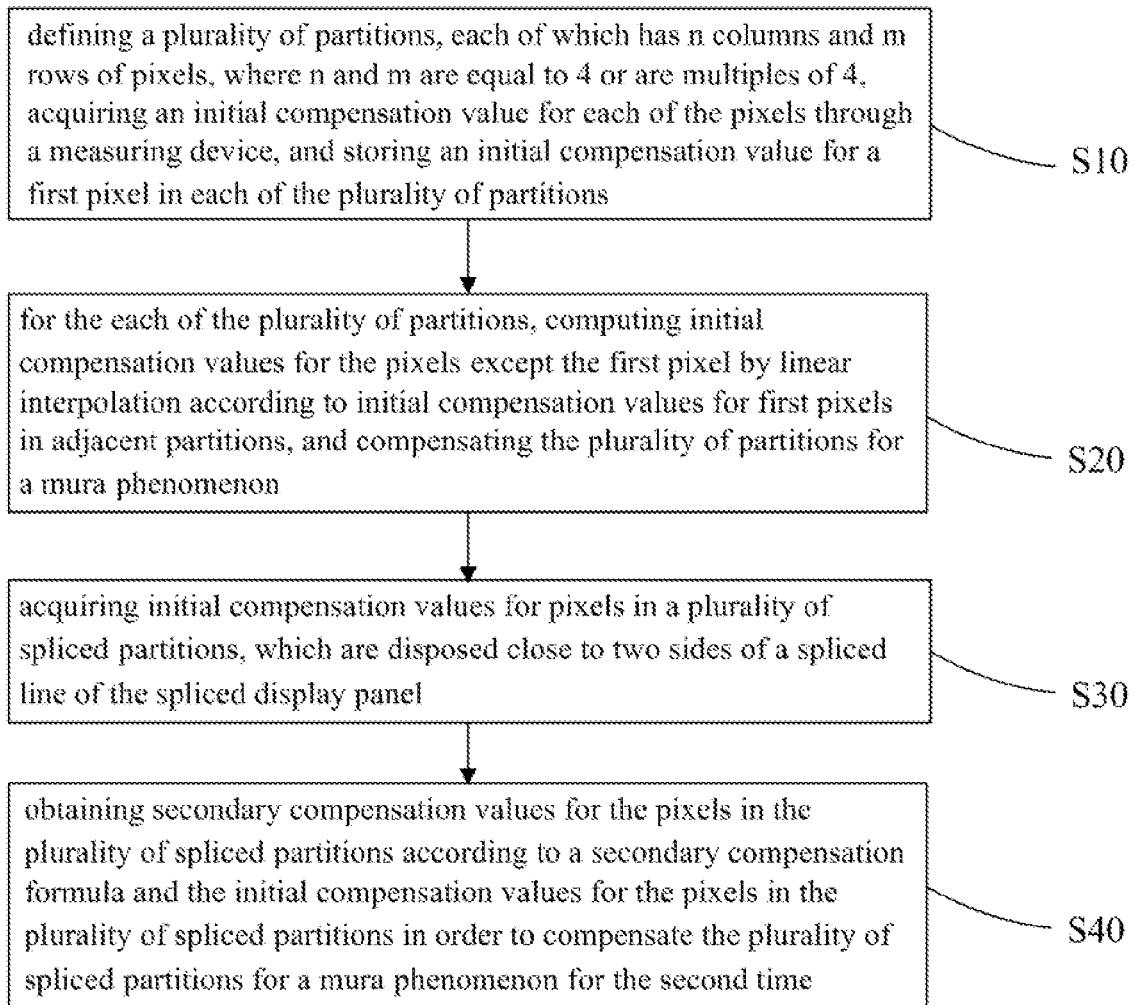 defining a plurality of partitions, each of which has n columns and m
rows of pixels, where n and m are equal to 4 or are multiples of 4,
acquiring an initial compensation value for each of the pixels through
a measuring device, and storing an initial compensation value for a
first pixel in each of the plurality of partitions
S10
for the each of the plurality of partitions, computing initial
compensation values for the pixels except the first pixel by linear
interpolation according to initial compensation values for first pixels
in adjacent partitions, and compensating the plurality of partitions for
a mura phenomenon
S20
acquiring initial compensation values for pixels in a plurality of
spliced partitions, which are disposed close to two sides of a spliced
line of the spliced display panel
S30
obtaining secondary compensation values for the pixels in the
plurality of spliced partitions according to a secondary compensation
formula and the initial compensation values for the pixels in the
plurality of spliced partitions in order to compensate the plurality of
spliced partitions for a mura phenomenon for the second time
S40